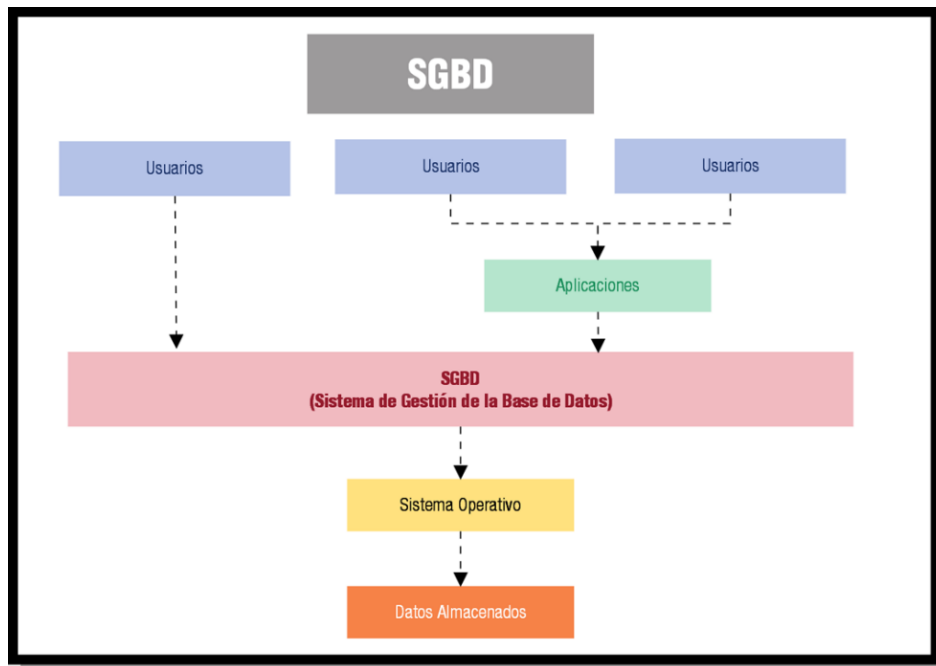 SGBD
Usuarios
Usuarios
Usuarios
Aplicaciones
SGBD
(Sistema de Gestión de la Base de Datos)
Sistema Operativo
Datos Almacenados